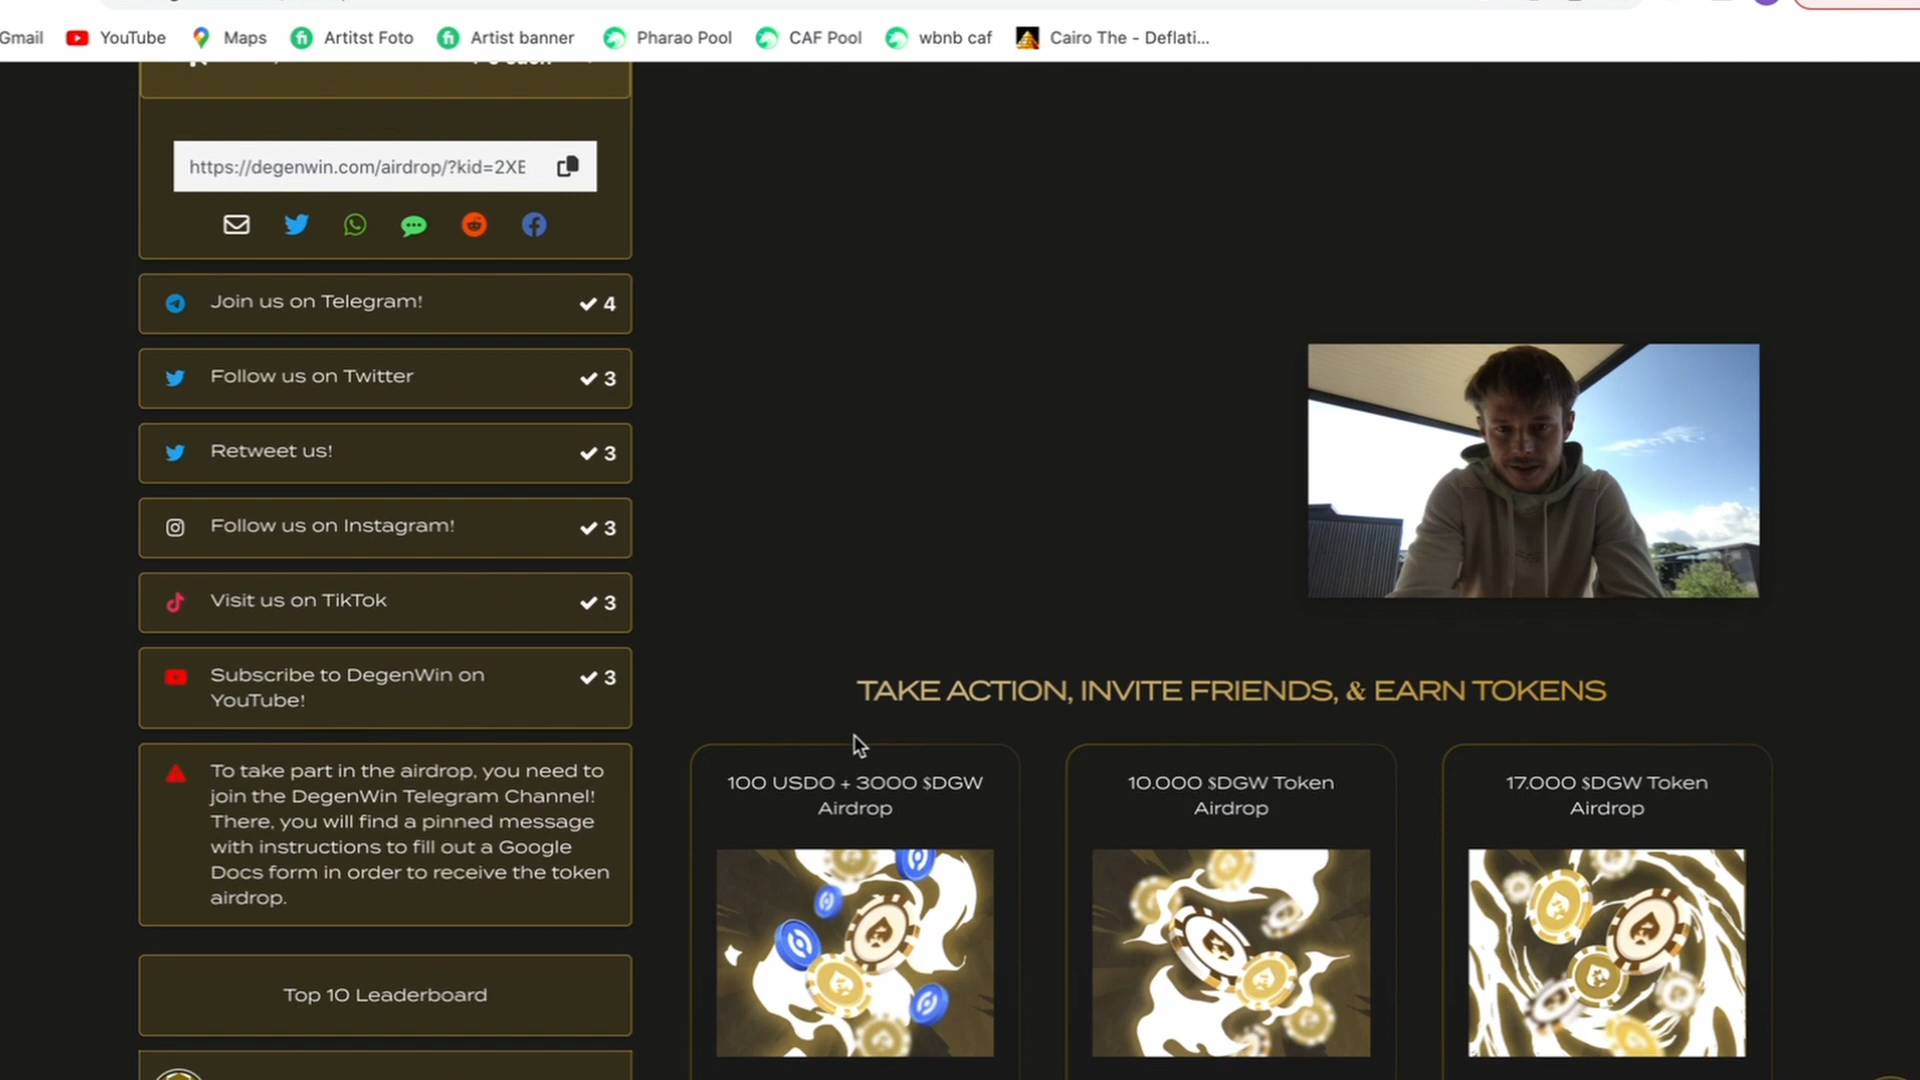 Gmail YouTube Maps Artitst Foto Artist banner Pharao Pool CAF Pool wbnb caf Cairo The - Deflati...
https://degenwin.com/airdrop/?kid=2XE
Join us on Telegram! 4
Follow us on Twitter 3
Retweet us! 3
Follow us on Instagram! 3
Visit us on TikTok 3
Subscribe to DegenWin on
YouTube! 3
To take part in the airdrop, you need to
join the DegenWin Telegram Channel!
There, you will find a pinned message
with instructions to fill out a Google
Docs form in order to receive the token
airdrop.
Top 10 Leaderboard
TAKE ACTION, INVITE FRIENDS, & EARN TOKENS
100 USDO + 3000 $DGW
Airdrop
10.000 $DGW Token
Airdrop
17.000 $DGW Token
Airdrop